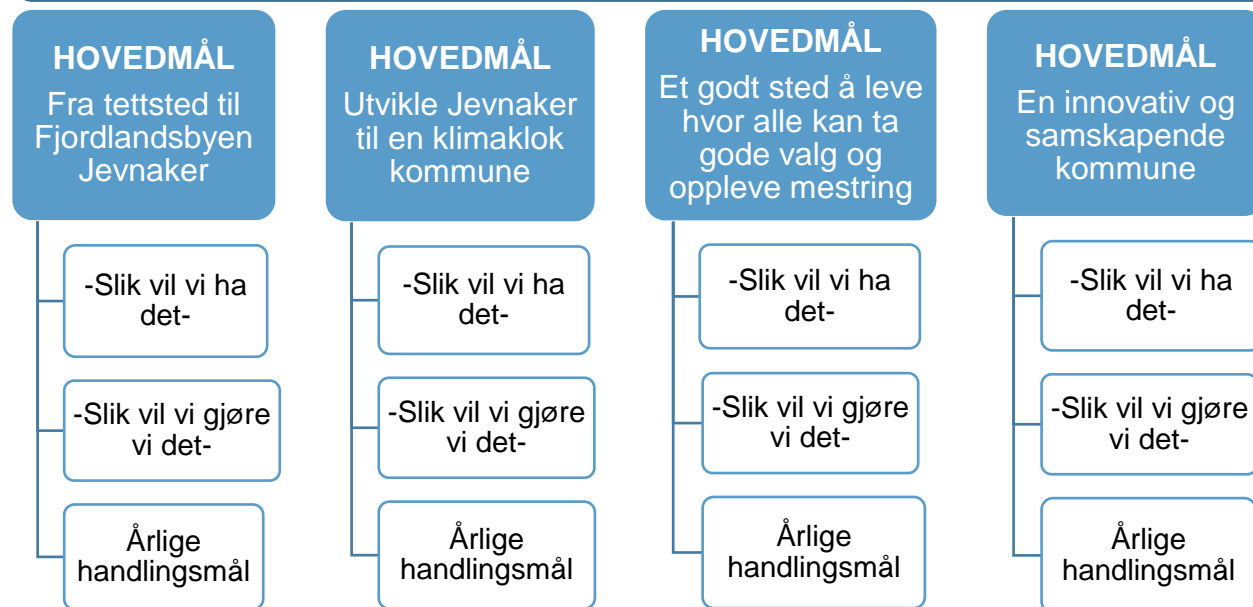 HOVEDMÅL
Fra tettsted til
Fjordlandsbyen
Jevnaker
-Slik vil vi ha
det-
-Slik vil vi gjøre
vi det-
Årlige
handlingsmål
HOVEDMÅL
Utvikle Jevnaker
til en klimaklok
kommune
-Slik vil vi ha
det-
-Slik vil vi gjøre
vi det-
Årlige
handlingsmål
HOVEDMÅL
Et godt sted å leve
hvor alle kan ta
gode valg og
oppleve mestring
-Slik vil vi ha
det-
-Slik vil vi gjøre
vi det-
Årlige
handlingsmål
HOVEDMÅL
En innovativ og
samskapende
kommune
-Slik vil vi ha
det-
-Slik vil vi gjøre
vi det-
Årlige
handlingsmål